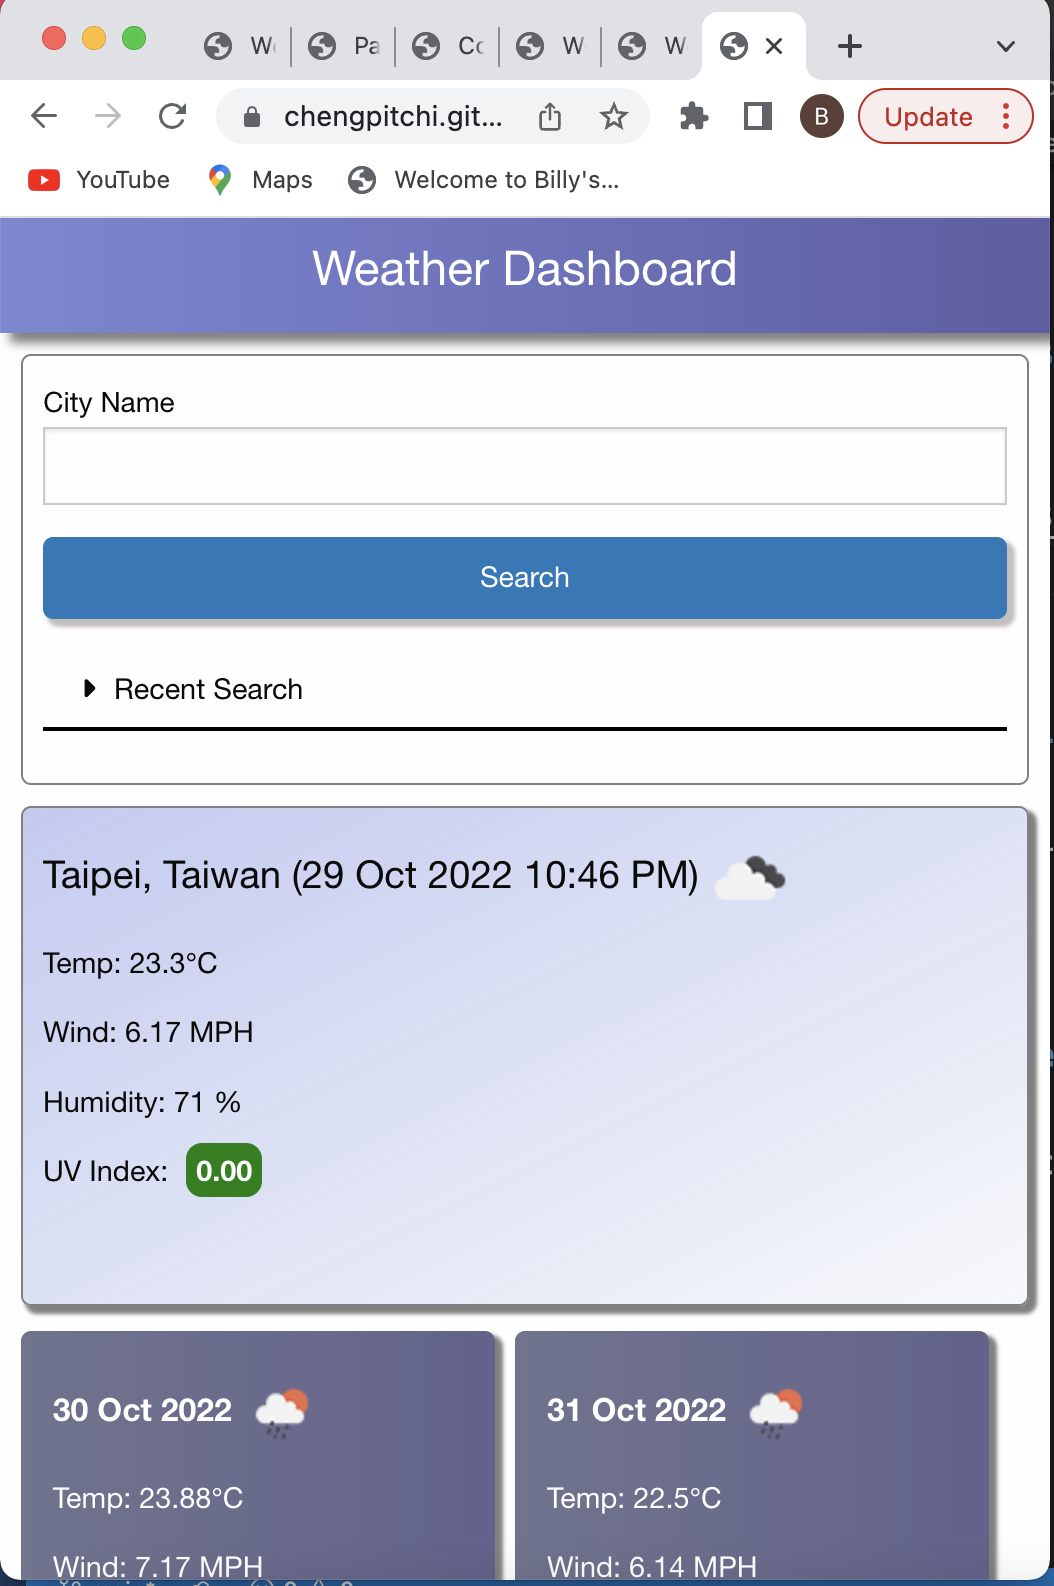 chengpitchi.git...
B
Update
YouTube Maps Welcome to Billy's...
Weather Dashboard
City Name
Search
Recent Search
Taipei, Taiwan (29 Oct 2022 10:46 PM)
Temp: 23.3°C
Wind: 6.17 MPH
Humidity: 71 %
UV Index: 0.00
30 Oct 2022
Temp: 23.88°C
Wind: 7.17 MPH
31 Oct 2022
Temp: 22.5°C
Wind: 6.14 MPH